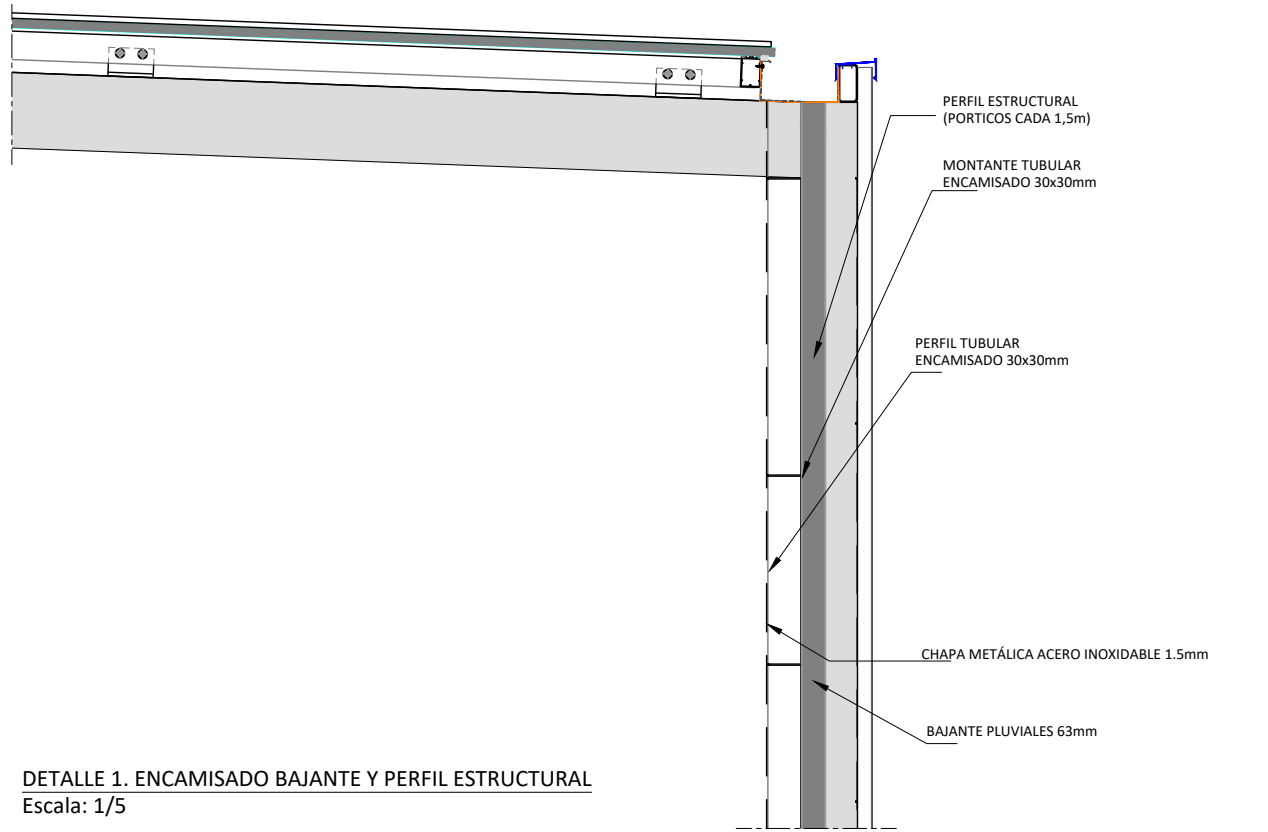 PERFIL ESTRUCTURAL
(PORTICOS CADA 1,5m)
MONTANTE TUBULAR
ENCAMISADO 30x30mm
PERFIL TUBULAR
ENCAMISADO 30x30mm
CHAPA METÁLICA ACERO INOXIDABLE 1.5mm
BAJANTE PLUVIALES 63mm
DETALLE 1. ENCAMISADO BAJANTE Y PERFIL ESTRUCTURAL
Escala: 1/5